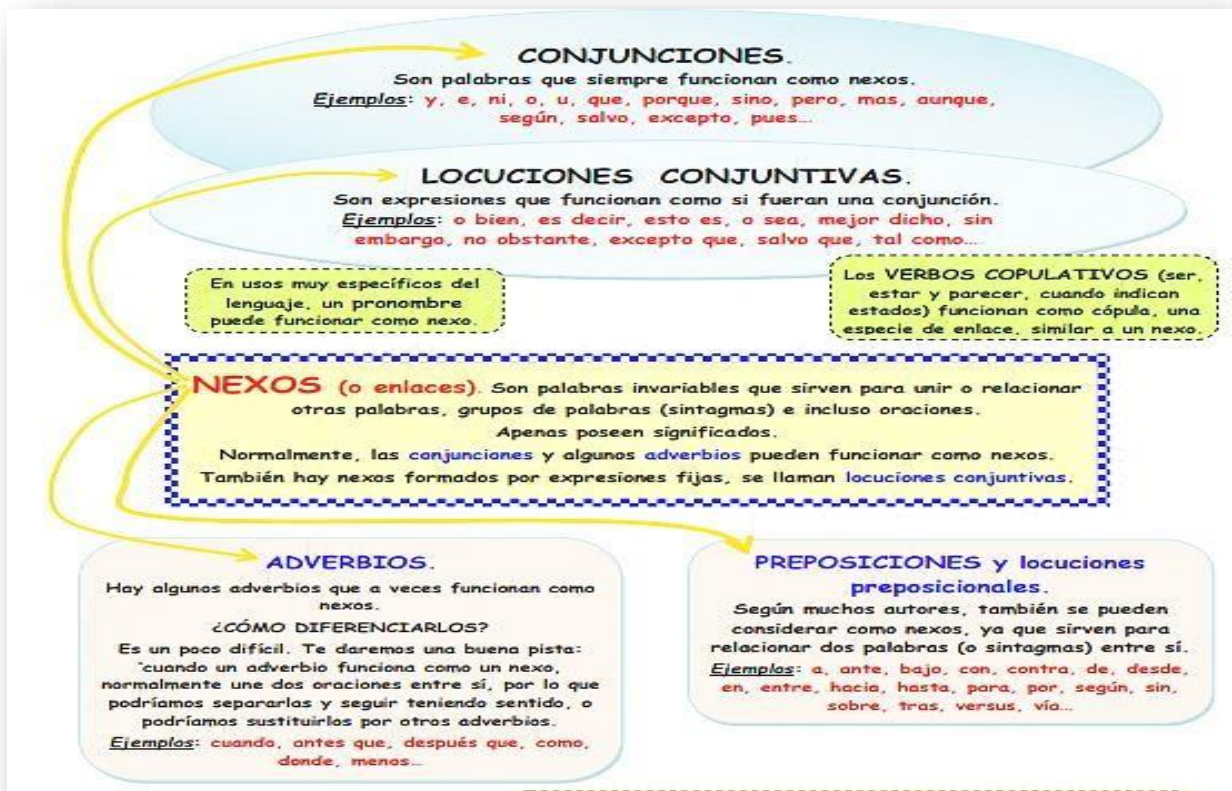 CONJUNCIONES.
Son palabras que siempre funcionan como nexos.
Ejemplos: y, e, ni, o, u, que, porque, sino, pero, mas, aunque,
según, salvo, excepto, pues...
LOCUCIONES CONJUNTIVAS.
Son expresiones que funcionan como si fueran una conjunción.
Ejemplos: o bien, es decir, esto es, o sea, mejor dicho, sin
embargo, no obstante, excepto que, salvo que, tal como...
En usos muy específicos del
lenguaje, un pronombre
puede funcionar como nexo.
Los VERBOS COPULATIVOS (ser,
estar y parecer, cuando indican
estados) funcionan como cópula, una
especie de enlace, similar a un nexo.
NEXOS (o enlaces). Son palabras invariables que sirven para unir o relacionar
otras palabras, grupos de palabras (sintagmas) e incluso oraciones.
Apenas poseen significados.
Normalmente, las conjunciones y algunos adverbios pueden funcionar como nexos.
También hay nexos formados por expresiones fijas, se llaman locuciones conjuntivas.
ADVERBIOS.
Hay algunos adverbios que a veces funcionan como
nexos.
¿CÓMO DIFERENCIARLOS?
Es un poco difícil. Te daremos una buena pista:
"cuando un adverbio funciona como un nexo,
normalmente une dos oraciones entre sí, por lo que
podríamos separarlas y seguir teniendo sentido, o
podríamos sustituirlos por otros adverbios.
Ejemplos: cuando, antes que, después que, como,
donde, menos...
PREPOSICIONES y locuciones
preposicionales.
Según muchos autores, también se pueden
considerar como nexos, ya que sirven para
relacionar dos palabras (o sintagmas) entre sí.
Ejemplos: a, ante, bajo, con, contra, de, desde,
en, entre, hacia, hasta, para, por, según, sin,
sobre, tras, versus, vía...